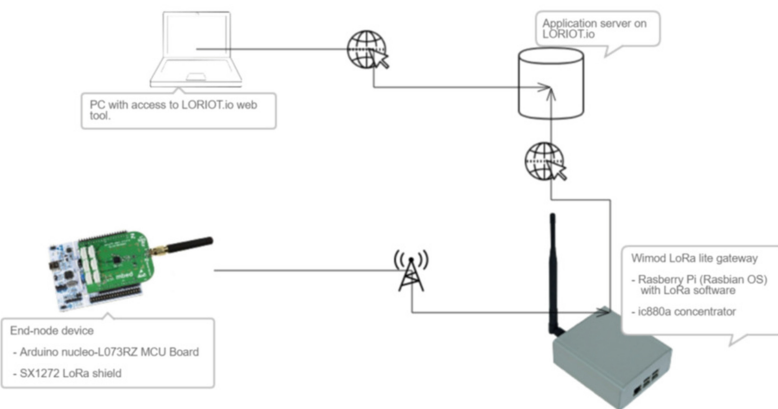 Application server on
LORIOT.io
PC with access to LORIOT.io web
tool.
Wimod LoRa lite gateway
- Rasberry Pi (Rasbian OS)
with LoRa software
- ic880a concentrator
End-node device
- Arduino nucleo-L073RZ MCU Board
- SX1272 LoRa shield
mbed